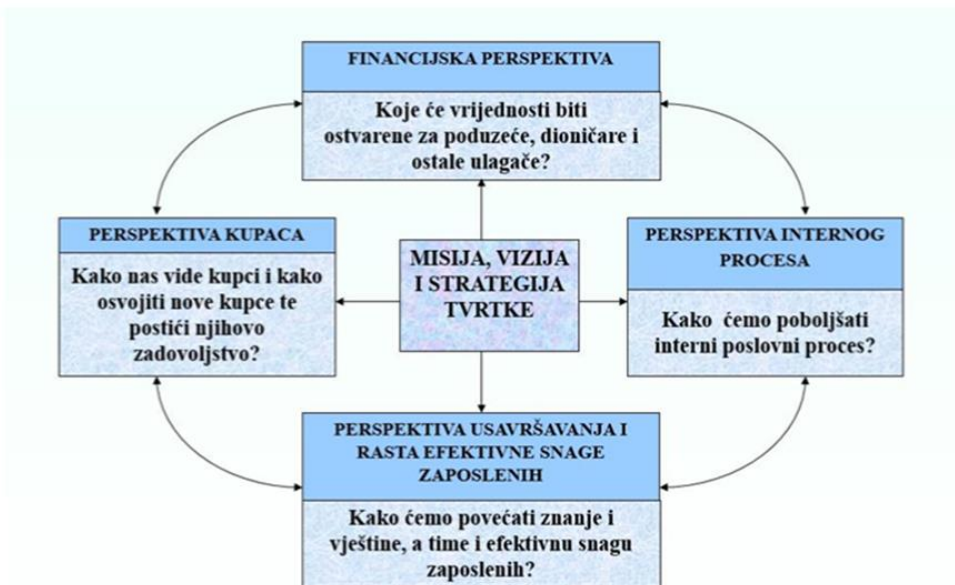 FINANCIJSKA PERSPEKTIVA
Koje će vrijednosti biti
ostvarene za poduzeće, dioničare i
ostale ulagače?
PERSPEKTIVA KUPACA
Kako nas vide kupci i kako
osvojiti nove kupce te
postići njihovo
zadovoljstvo?
MISIJA, VIZIJA
I STRATEGIJA
TVRTKE
PERSPEKTIVA INTERNOG
PROCESA
Kako ćemo poboljšati
interni poslovni proces?
PERSPEKTIVA USAVRŠAVANJA I
RASTA EFEKTIVNE SNAGE
ZAPOSLENIH
Kako ćemo povećati znanje i
vještine, a time i efektivnu snagu
zaposlenih?